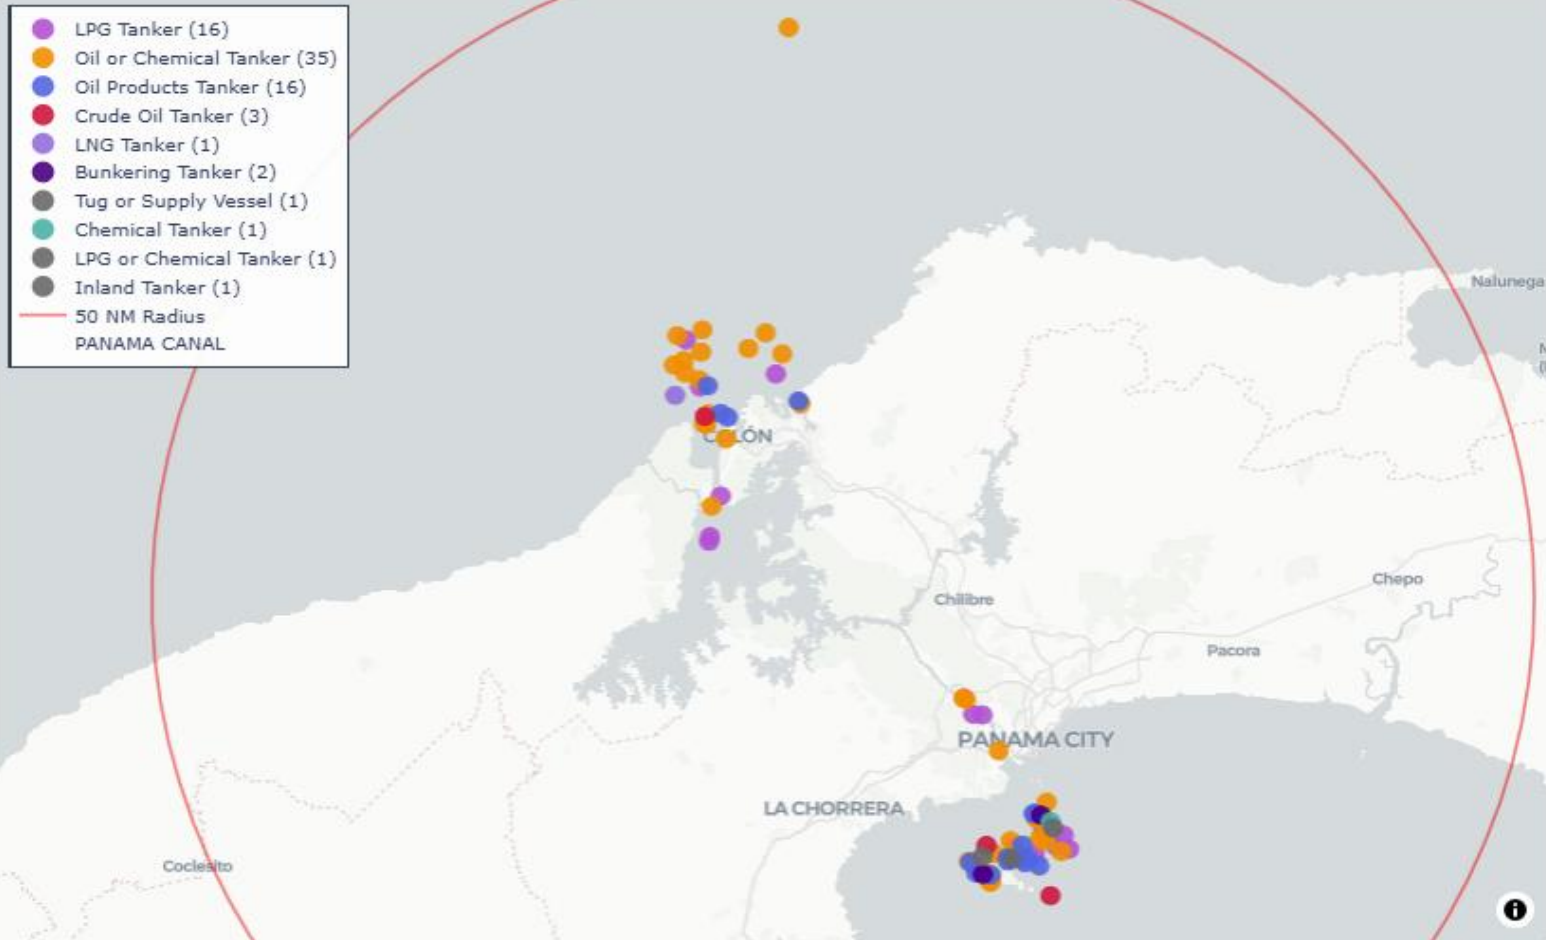 LPG Tanker (16)
Oil or Chemical Tanker (35)
Oil Products Tanker (16)
Crude Oil Tanker (3)
LNG Tanker (1)
Bunkering Tanker (2)
Tug or Supply Vessel (1)
Chemical Tanker (1)
LPG or Chemical Tanker (1)
Inland Tanker (1)
50 NM Radius
PANAMA CANAL
Nalunega
COLÓN
Chepo
Chilibre
Pacora
PANAMA CITY
LA CHORRERA
Coclesito